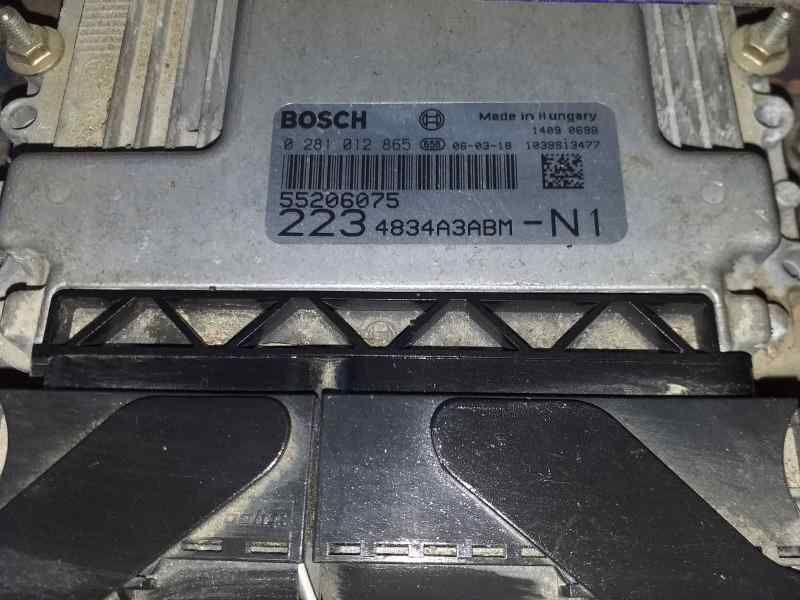 BOSCH Made in Hungary
1409 0698
0 281 012 865 06-03-18 1039S13477
55206075
223 4834A3ABM -N1